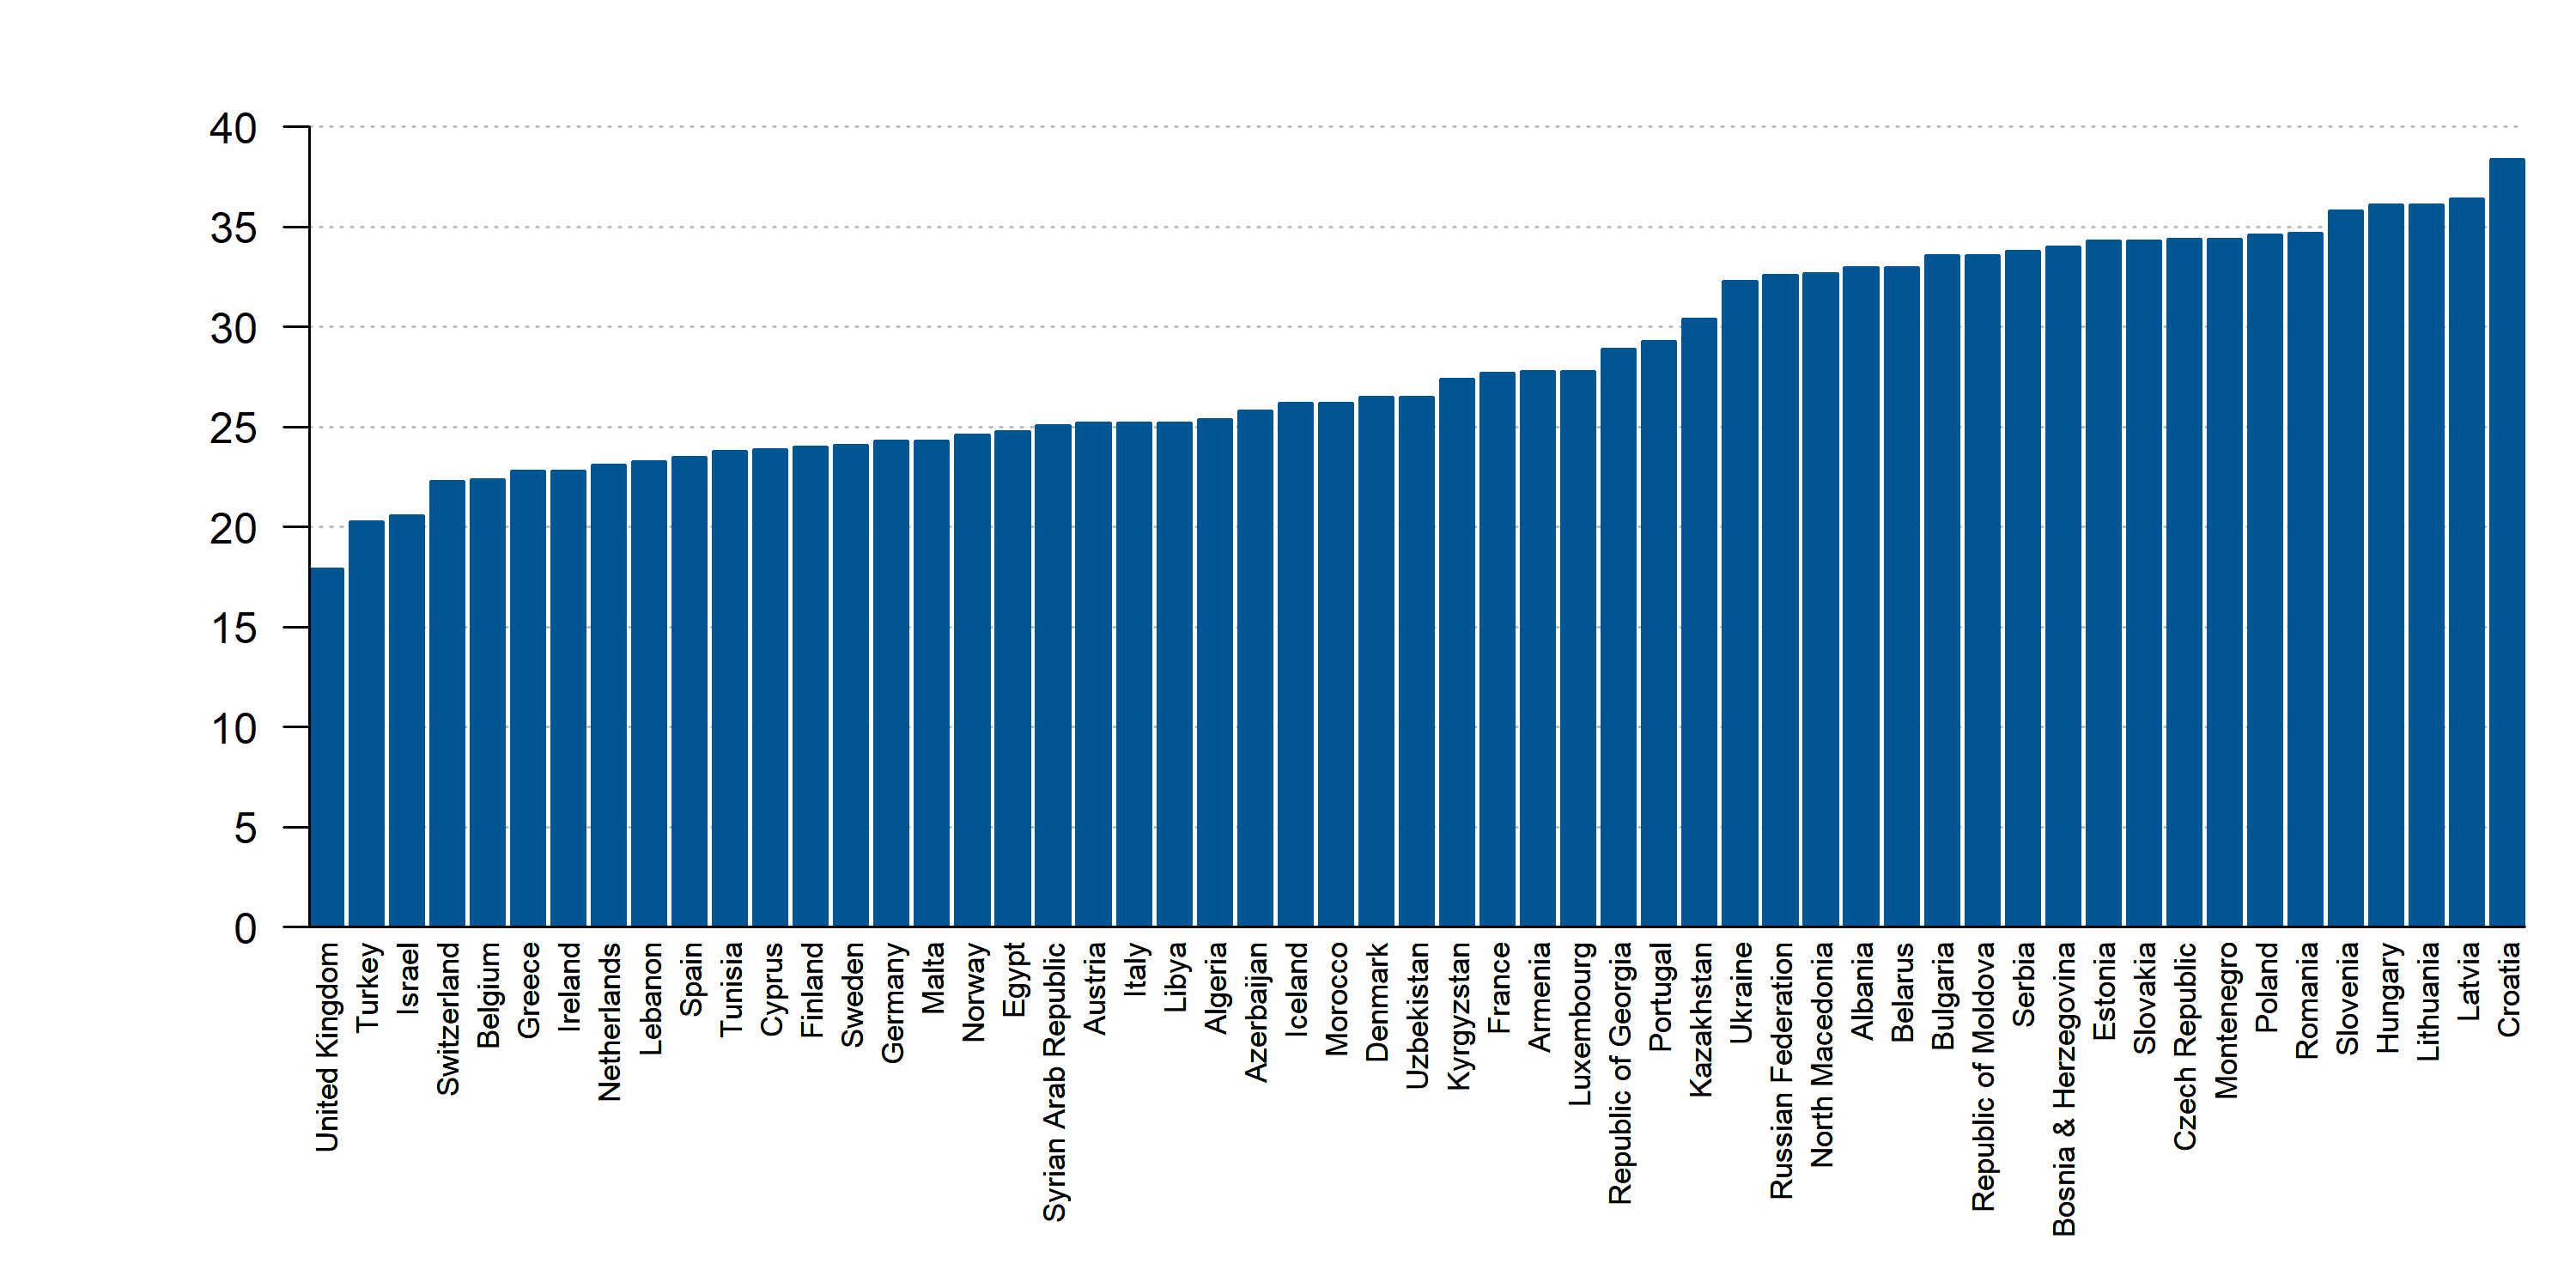 40
35
30
25
20
15
10
5
0
United Kingdom
Turkey
Israel
Switzerland
Belgium
Greece
Ireland
Netherlands
Lebanon
Spain
Tunisia
Cyprus
Finland
Sweden
Germany
Malta
Norway
Egypt
Syrian Arab Republic
Austria
Italy
Libya
Algeria
Azerbaijan
Iceland
Morocco
Denmark
Uzbekistan
Kyrgyzstan
France
Armenia
Luxembourg
Republic of Georgia
Portugal
Kazakhstan
Ukraine
Russian Federation
North Macedonia
Albania
Belarus
Bulgaria
Republic of Moldova
Serbia
Bosnia & Herzegovina
Estonia
Slovakia
Czech Republic
Montenegro
Poland
Romania
Slovenia
Hungary
Lithuania
Latvia
Croatia